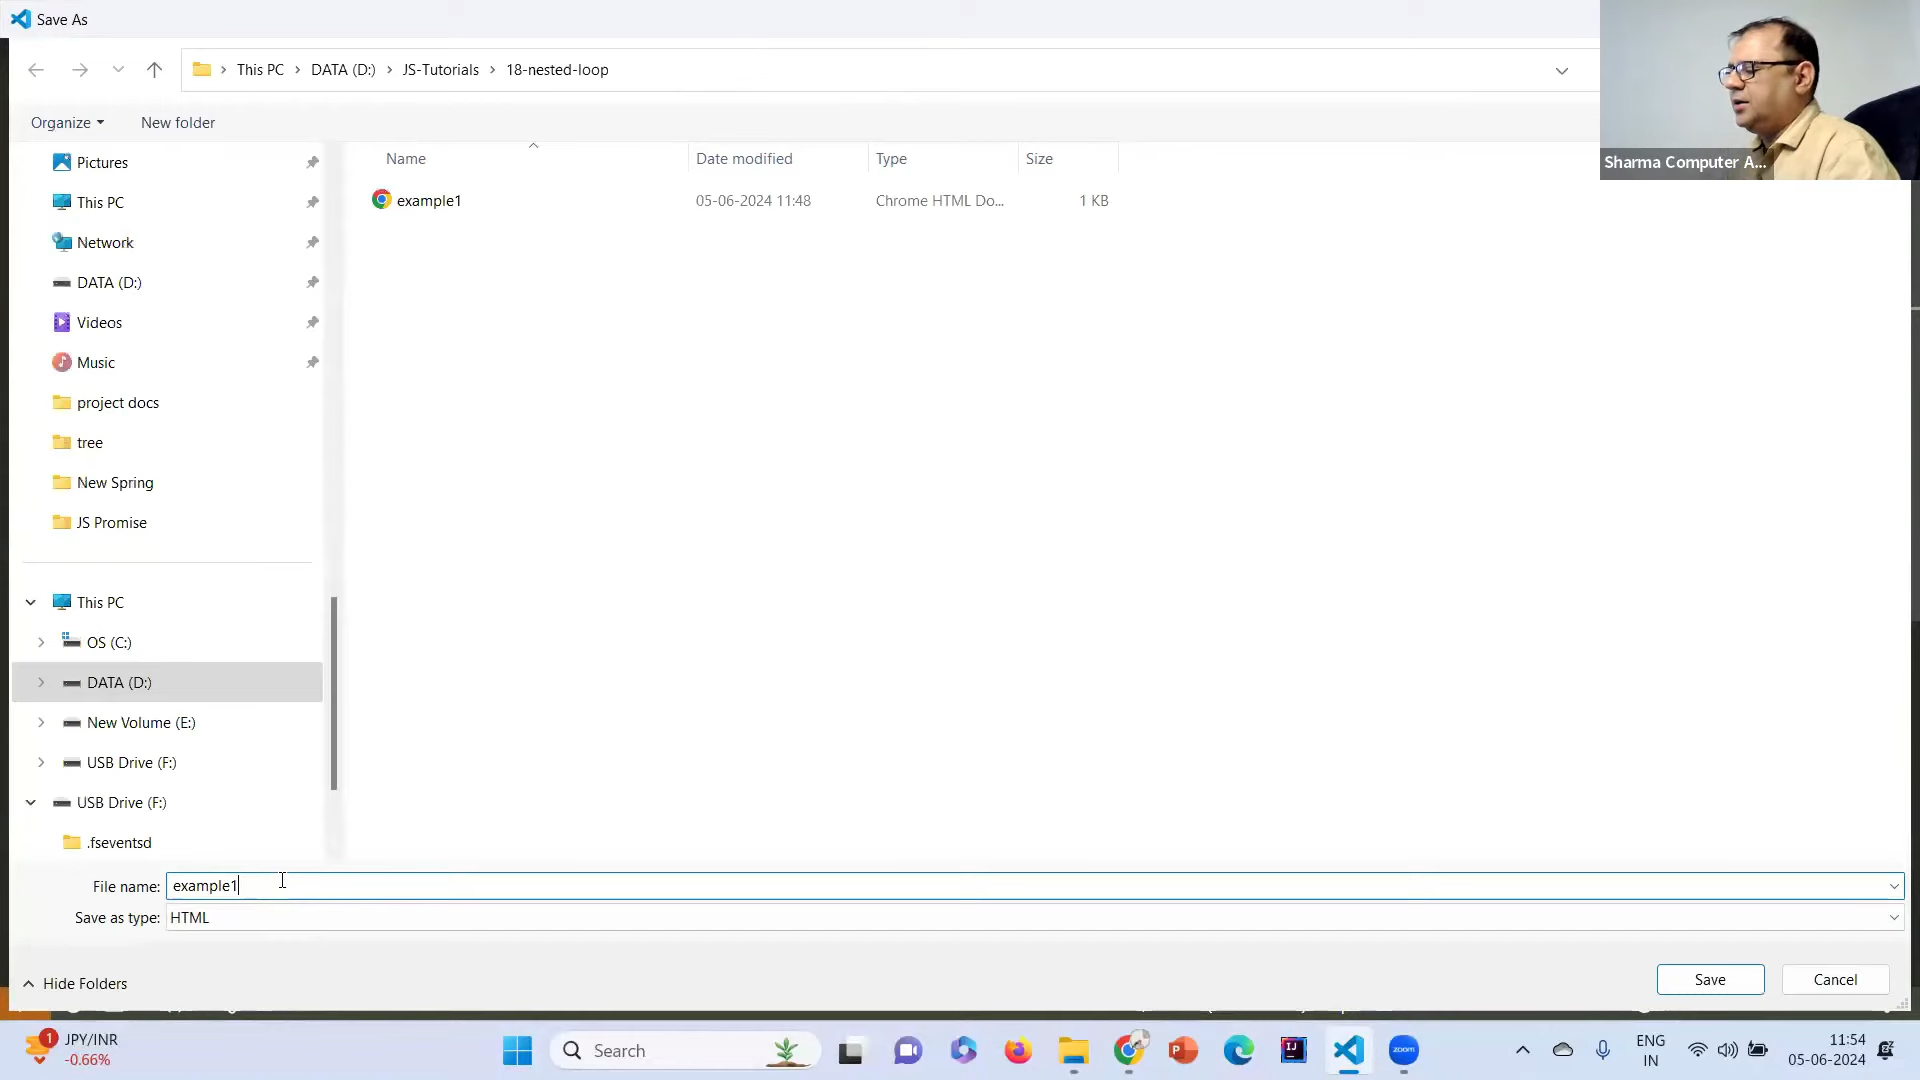 Save As
This PC > DATA (D:) > JS-Tutorials > 18-nested-loop
Organize
New folder
Sharma Computer A...
Name
Date modified
Type
Size
example1
05-06-2024 11:48
Chrome HTML Do...
1 KB
Pictures
This PC
Network
DATA (D:)
Videos
Music
project docs
tree
New Spring
JS Promise
This PC
OS (C:)
DATA (D:)
New Volume (E:)
USB Drive (F:)
USB Drive (F:)
.fseventsd
File name: example1
Save as type: HTML
Hide Folders
Save
Cancel
1
JPY/INR
-0.66%
Search
P
IJ
zoom
ENG
IN
11:54
05-06-2024